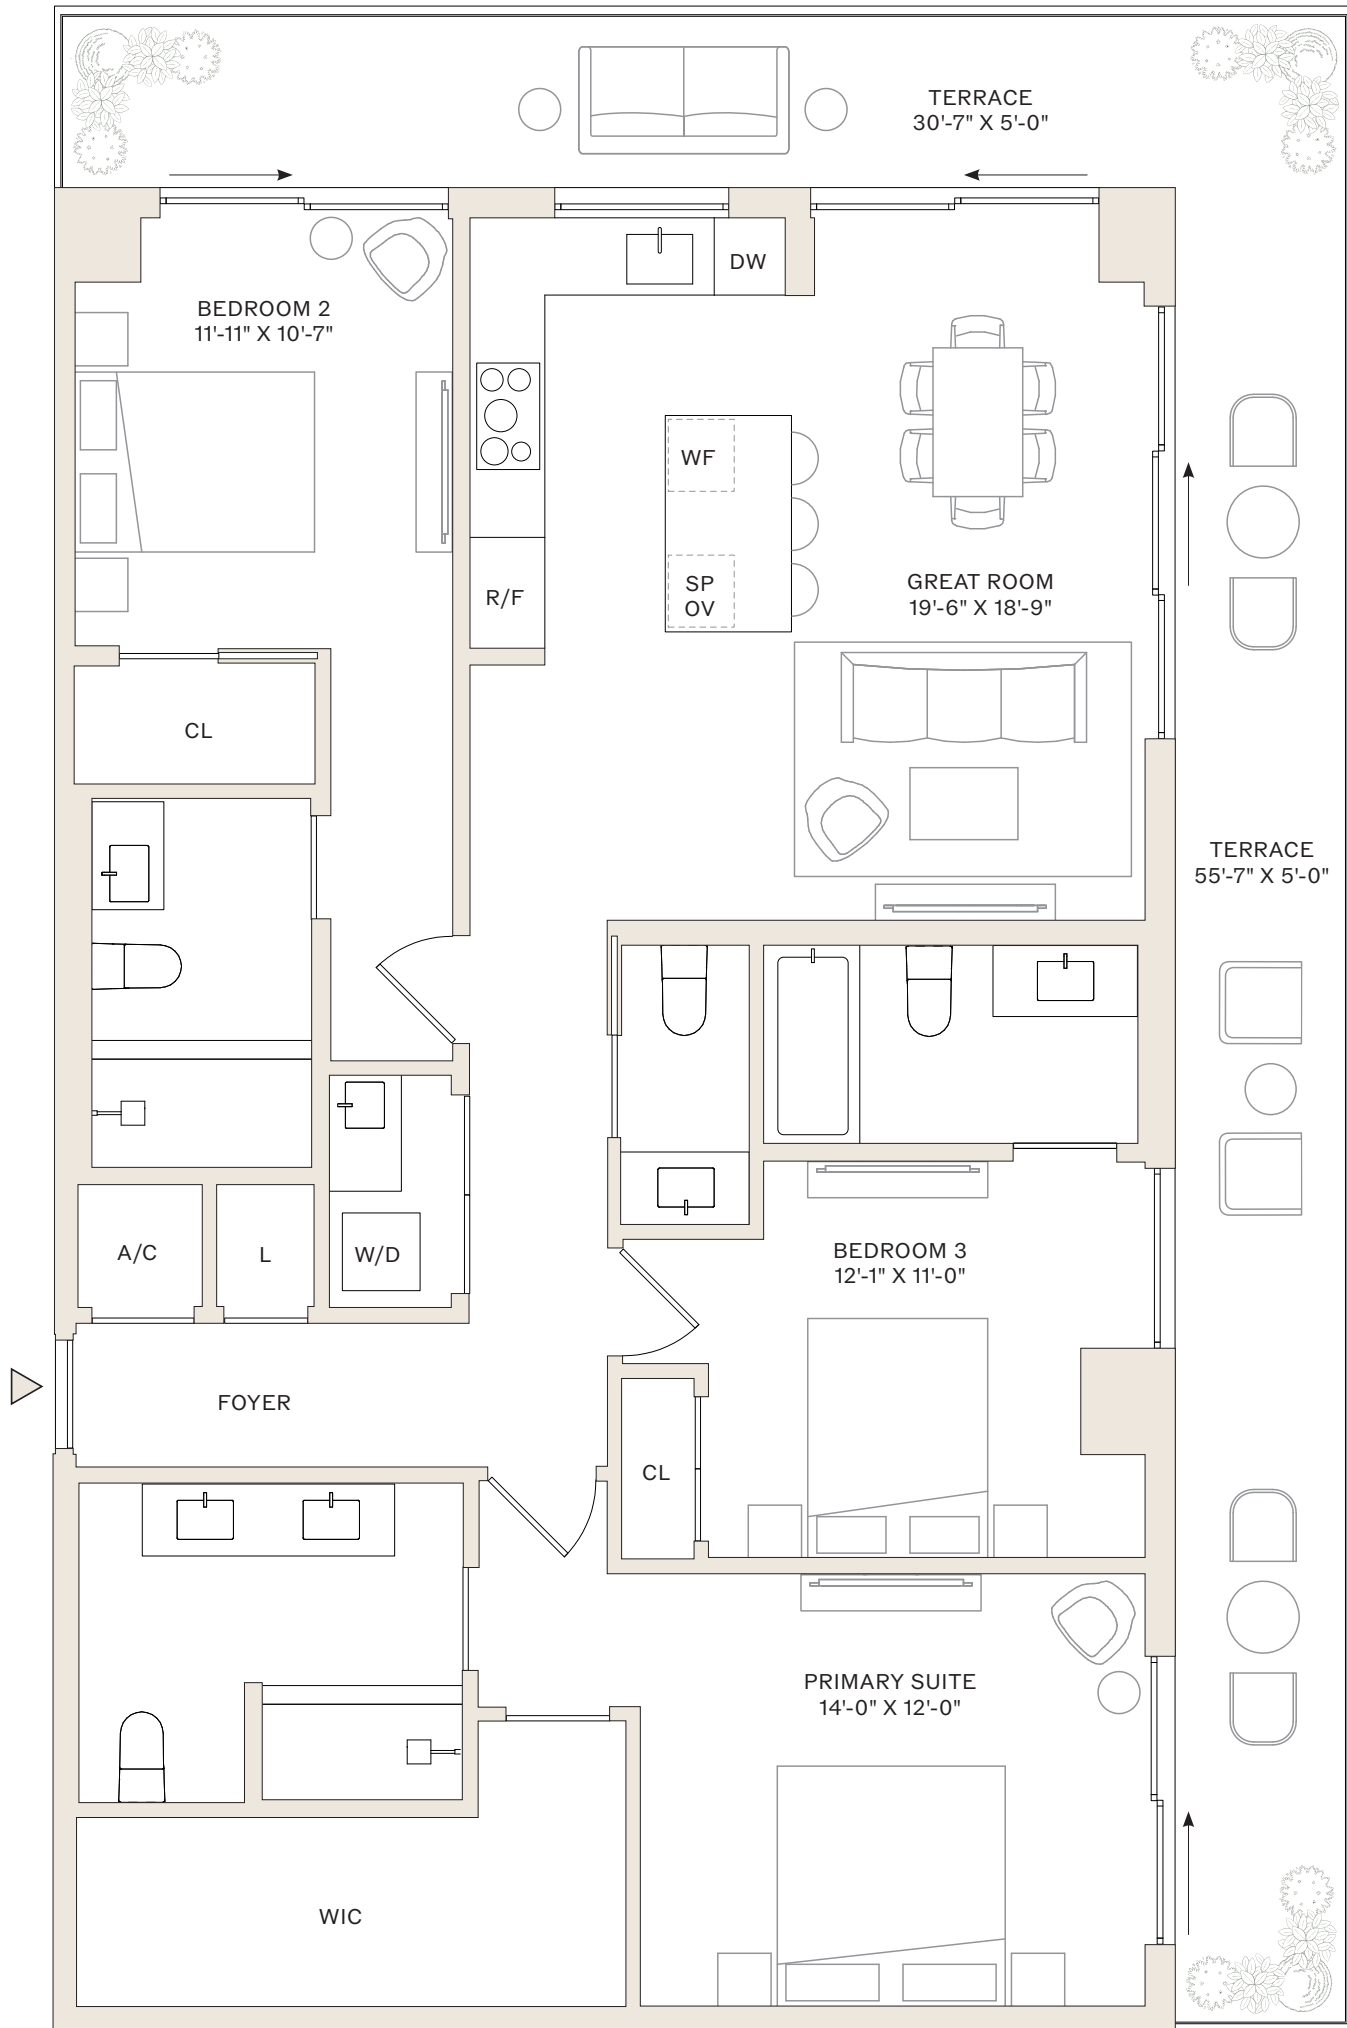 TERRACE
30'-7" X 5'-0"
DW
BEDROOM 2
11'-11" X 10'-7"
WF
SP
OV
R/F
GREAT ROOM
19'-6" X 18'-9"
CL
TERRACE
55'-7" X 5'-0"
A/C
L
W/D
BEDROOM 3
12'-1" X 11'-0"
FOYER
CL
PRIMARY SUITE
14'-0" X 12'-0"
WIC